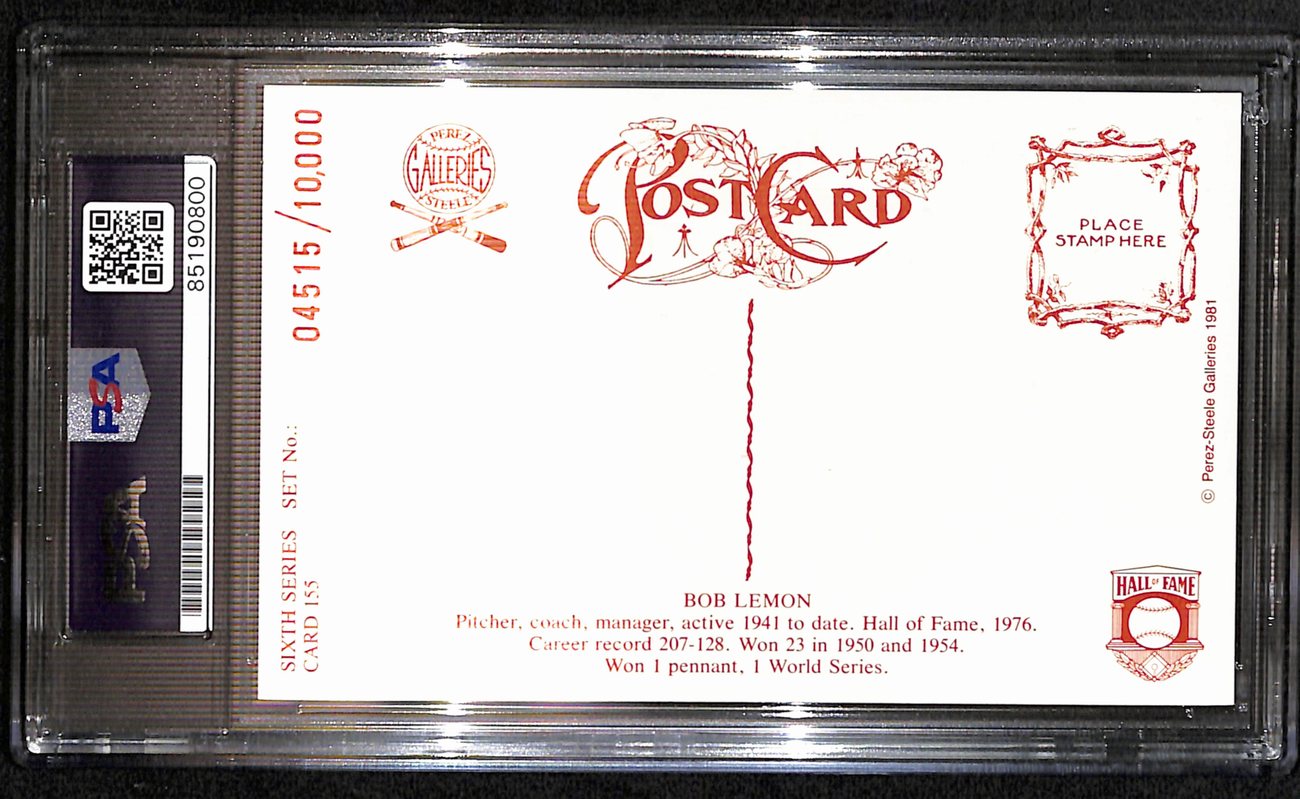 85190800
PSA
SIXTH SERIES SET No.: 04515/10,000
CARD 155
PEREZ
GALLERIES
STEELE
POSTCARD
PLACE
STAMP HERE
© Perez-Steele Galleries 1981
BOB LEMON
Pitcher, coach, manager, active 1941 to date. Hall of Fame, 1976.
Career record 207-128. Won 23 in 1950 and 1954.
Won 1 pennant, 1 World Series.
HALL OF FAME